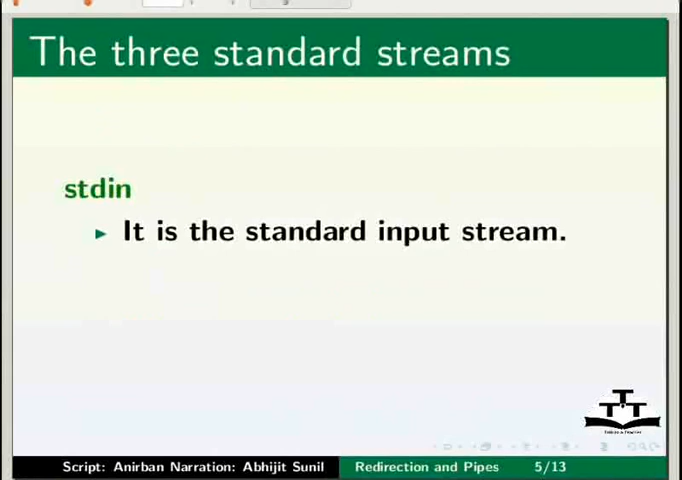 The three standard streams
stdin
It is the standard input stream.
TTT
Script: Anirban Narration: Abhijit Sunil
Redirection and Pipes
5/13